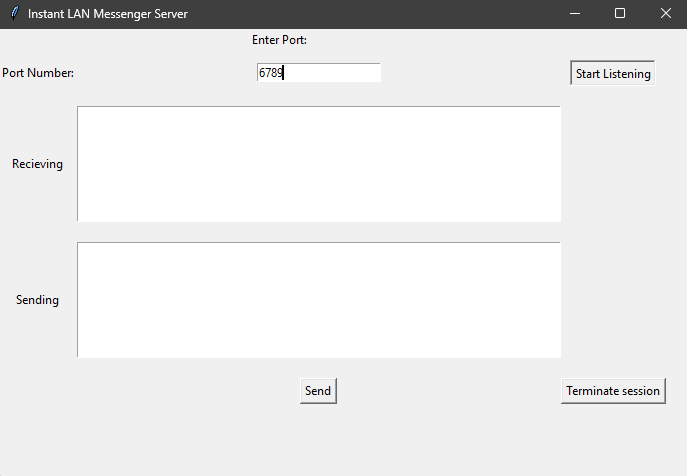 Instant LAN Messenger Server
Enter Port:
Port Number:
6789
Start Listening
Recieving
Sending
Send
Terminate session